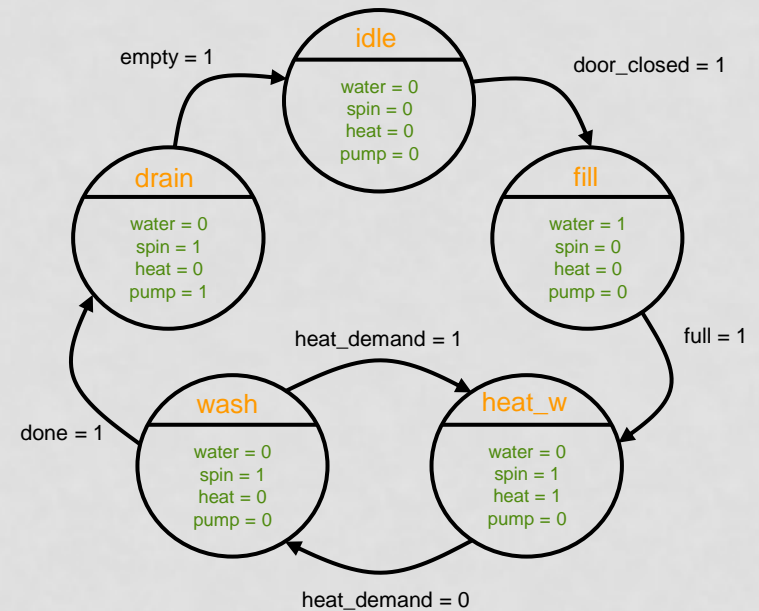 idle
water = 0
spin = 0
heat = 0
pump = 0
empty = 1
door_closed = 1
drain
water = 0
spin = 1
heat = 0
pump = 1
fill
water = 1
spin = 0
heat = 0
pump = 0
heat_demand = 1
full = 1
wash
water = 0
spin = 1
heat = 0
pump = 0
heat_w
water = 0
spin = 1
heat = 1
pump = 0
done = 1
heat_demand = 0